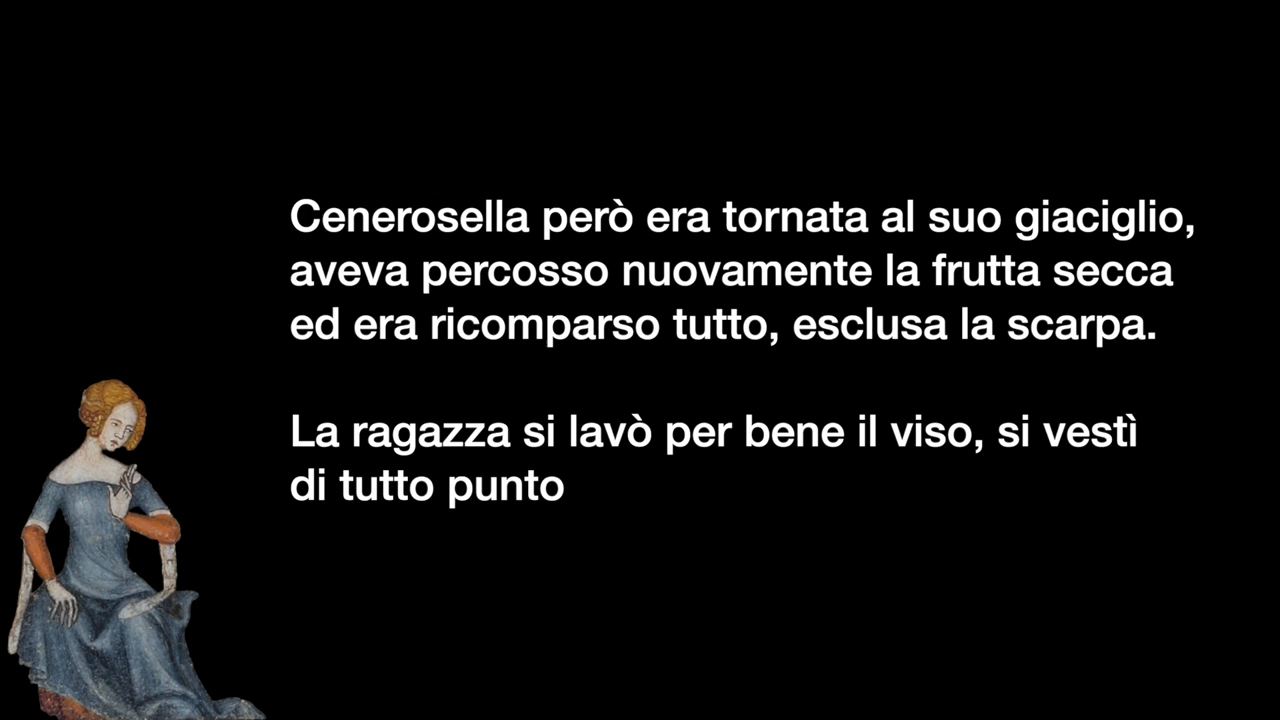 Cenerosella però era tornata al suo giaciglio,
aveva percosso nuovamente la frutta secca
ed era ricomparso tutto, esclusa la scarpa.
La ragazza si lavò per bene il viso, si vestì
di tutto punto